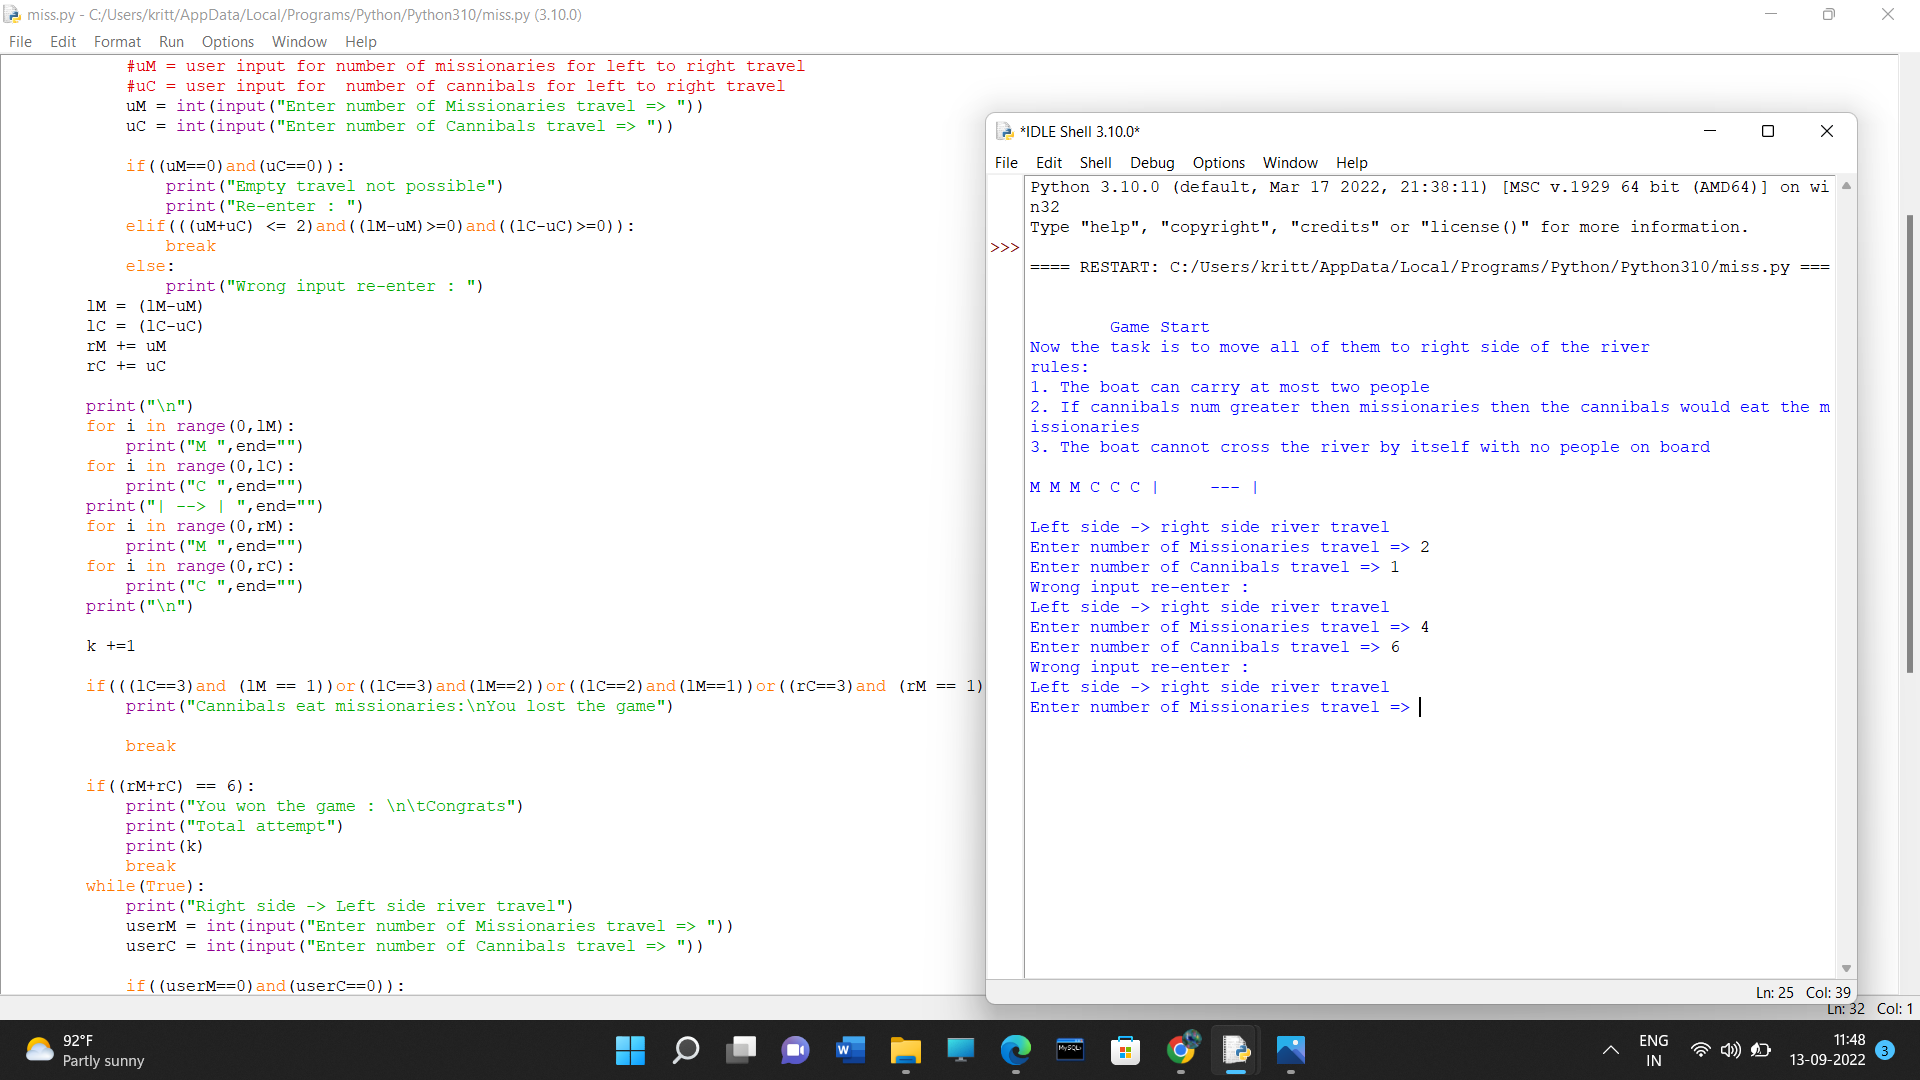 miss.py - C:/Users/kritt/AppData/Local/Programs/Python/Python310/miss.py (3.10.0)
File Edit Format Run Options Window Help
#uM = user input for number of missionaries for left to right travel
#uC = user input for  number of cannibals for left to right travel
uM = int(input("Enter number of Missionaries travel => "))
uC = int(input("Enter number of Cannibals travel => "))
if((uM==0)and(uC==0)):
print("Empty travel not possible")
print("Re-enter : ")
elif(((uM+uC) <= 2)and((lM-uM)>=0)and((lC-uC)>=0)):
break
else:
print("Wrong input re-enter : ")
lM = (lM-uM)
lC = (lC-uC)
rM += uM
rC += uC
print("\n")
for i in range(0,lM):
print("M ",end="")
for i in range(0,lC):
print("C ",end="")
print("| --> | ",end="")
for i in range(0,rM):
print("M ",end="")
for i in range(0,rC):
print("C ",end="")
print("\n")
k +=1
if(((lC==3)and (lM == 1))or((lC==3)and(lM==2))or((lC==2)and(lM==1))or((rC==3)and (rM == 1)
print("Cannibals eat missionaries:\nYou lost the game")
break
if((rM+rC) == 6):
print("You won the game : \n\tCongrats")
print("Total attempt")
print(k)
break
while(True):
print("Right side -> Left side river travel")
userM = int(input("Enter number of Missionaries travel => "))
userC = int(input("Enter number of Cannibals travel => "))
if((userM==0)and(userC==0)):
*IDLE Shell 3.10.0*
File Edit Shell Debug Options Window Help
Python 3.10.0 (default, Mar 17 2022, 21:38:11) [MSC v.1929 64 bit (AMD64)] on wi
n32
Type "help", "copyright", "credits" or "license()" for more information.
>>>
==== RESTART: C:/Users/kritt/AppData/Local/Programs/Python/Python310/miss.py ===
Game Start
Now the task is to move all of them to right side of the river
rules:
1. The boat can carry at most two people
2. If cannibals num greater then missionaries then the cannibals would eat the m
issionaries
3. The boat cannot cross the river by itself with no people on board
M M M C C C |     --- |
Left side -> right side river travel
Enter number of Missionaries travel => 2
Enter number of Cannibals travel => 1
Wrong input re-enter :
Left side -> right side river travel
Enter number of Missionaries travel => 4
Enter number of Cannibals travel => 6
Wrong input re-enter :
Left side -> right side river travel
Enter number of Missionaries travel =>
Ln: 25 Col: 39
Ln: 32 Col: 1
92°F
Partly sunny
MySQL
ENG
IN
11:48
13-09-2022
3